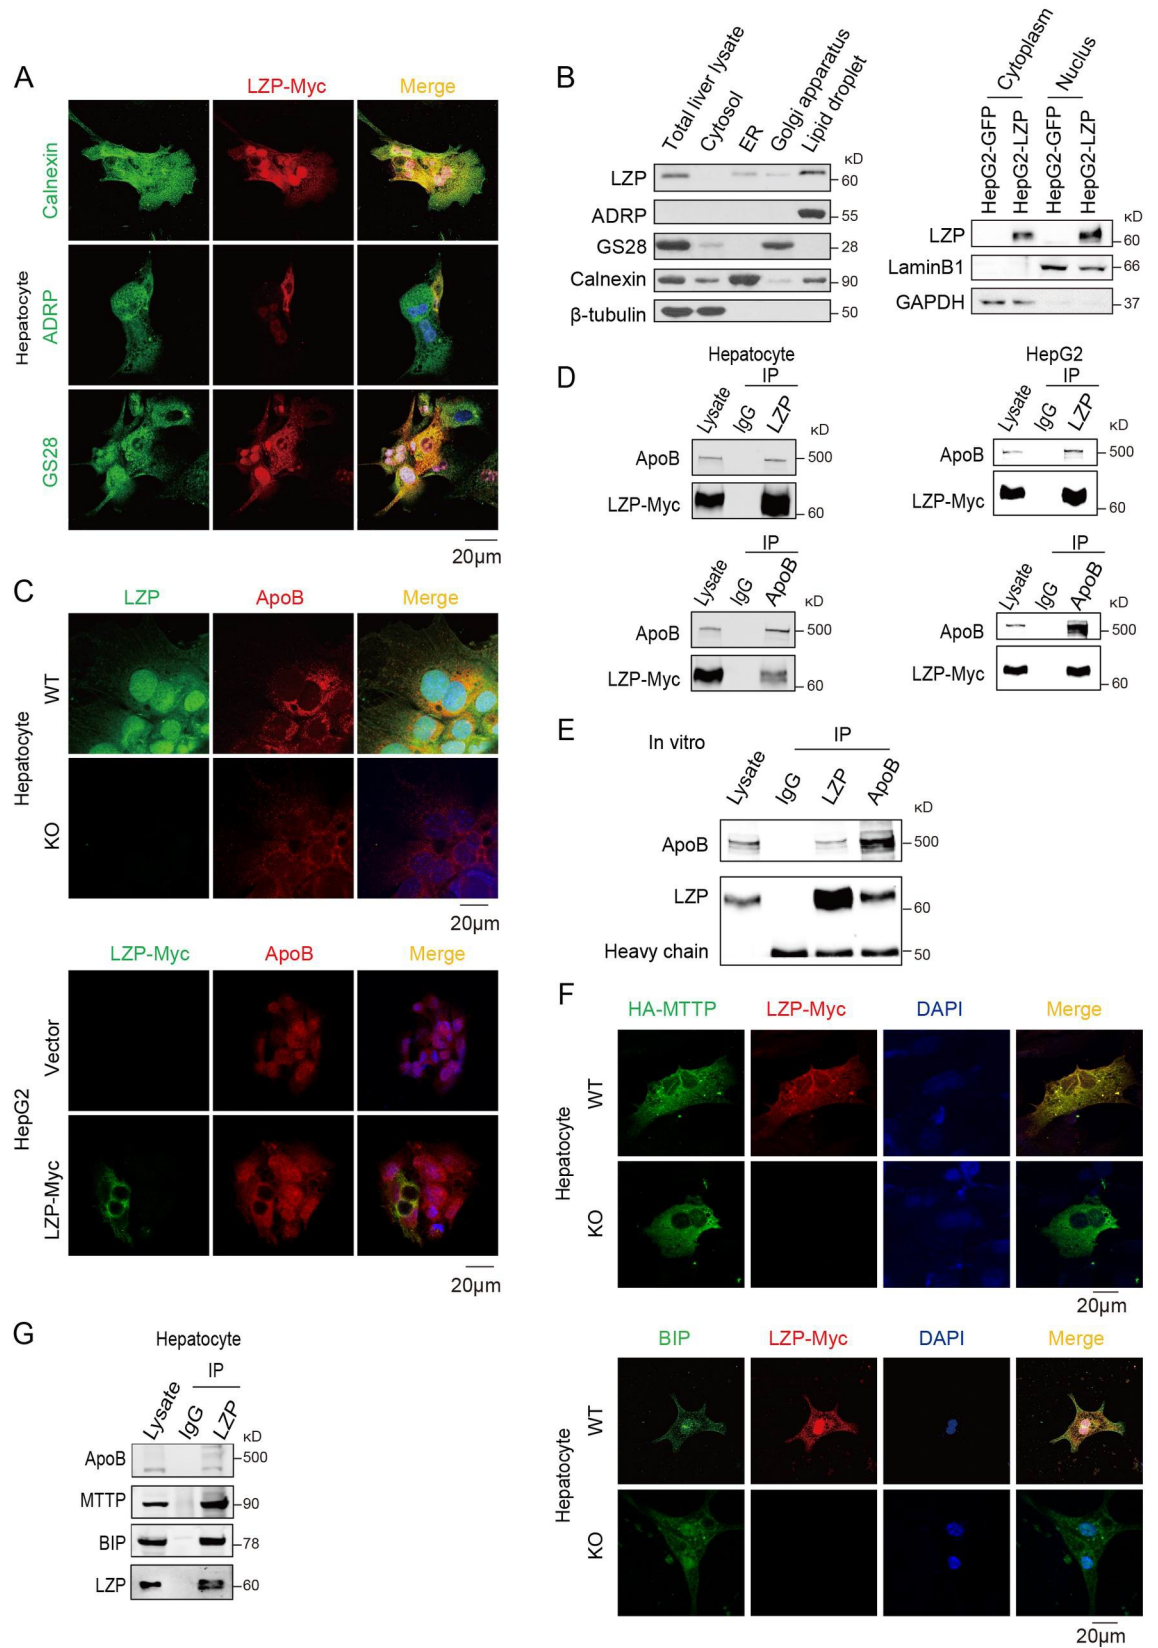 A
LZP-Myc Merge
Hepatocyte
Calnexin
ADRP
GS28
20μm
B
Total liver lysate
Cytosol
ER
Golgi apparatus
Lipid droplet
κD
LZP 60
ADRP 55
GS28 28
Calnexin 90
β-tubulin 50
Cytoplasm
Nuclus
HepG2-GFP
HepG2-LZP
HepG2-GFP
HepG2-LZP
κD
LZP 60
LaminB1 66
GAPDH 37
C
LZP ApoB Merge
Hepatocyte
WT
KO
20μm
LZP-Myc ApoB Merge
HepG2
Vector
LZP-Myc
20μm
D
Hepatocyte
IP
Lysate IgG LZP
κD
ApoB 500
LZP-Myc 60
IP
Lysate IgG ApoB
κD
ApoB 500
LZP-Myc 60
HepG2
IP
Lysate IgG LZP
κD
ApoB 500
LZP-Myc 60
IP
Lysate IgG ApoB
κD
ApoB 500
LZP-Myc 60
E
In vitro
IP
Lysate IgG LZP ApoB
κD
ApoB 500
LZP 60
Heavy chain 50
F
HA-MTTP LZP-Myc DAPI Merge
Hepatocyte
WT
KO
20μm
BIP LZP-Myc DAPI Merge
Hepatocyte
WT
KO
20μm
G
Hepatocyte
IP
Lysate IgG LZP
κD
ApoB 500
MTTP 90
BIP 78
LZP 60